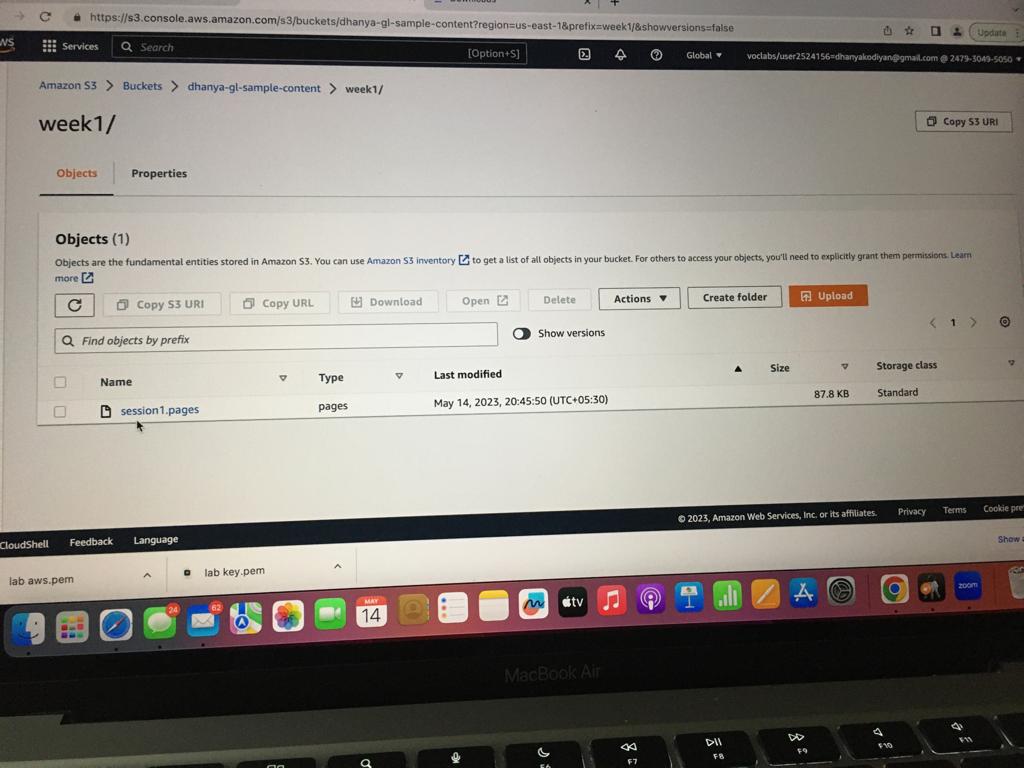 https://s3.console.aws.amazon.com/s3/buckets/dhanya-gl-sample-content?region=us-east-1&prefix=week1/&showversions=false
Update
Services
Search
[Option+S]
Global
voclabs/user2524156=dhanyakodiyan@gmail.com @ 2479-3049-5050
Amazon S3 > Buckets > dhanya-gl-sample-content > week1/
week1/
Copy S3 URI
Objects
Properties
Objects (1)
Objects are the fundamental entities stored in Amazon S3. You can use Amazon S3 inventory to get a list of all objects in your bucket. For others to access your objects, you'll need to explicitly grant them permissions. Learn
more
Copy S3 URI
Copy URL
Download
Open
Delete
Actions
Create folder
Upload
Find objects by prefix
Show versions
< 1 >
Name
Type
Last modified
Size
Storage class
session1.pages
pages
May 14, 2023, 20:45:50 (UTC+05:30)
87.8 KB
Standard
© 2023, Amazon Web Services, Inc. or its affiliates.
Privacy
Terms
Cookie pre
CloudShell
Feedback
Language
Show
lab aws.pem
lab key.pem
24
62
MAY
14
tv
zoom
MacBook Air
F6
F7
F8
F9
F10
F11